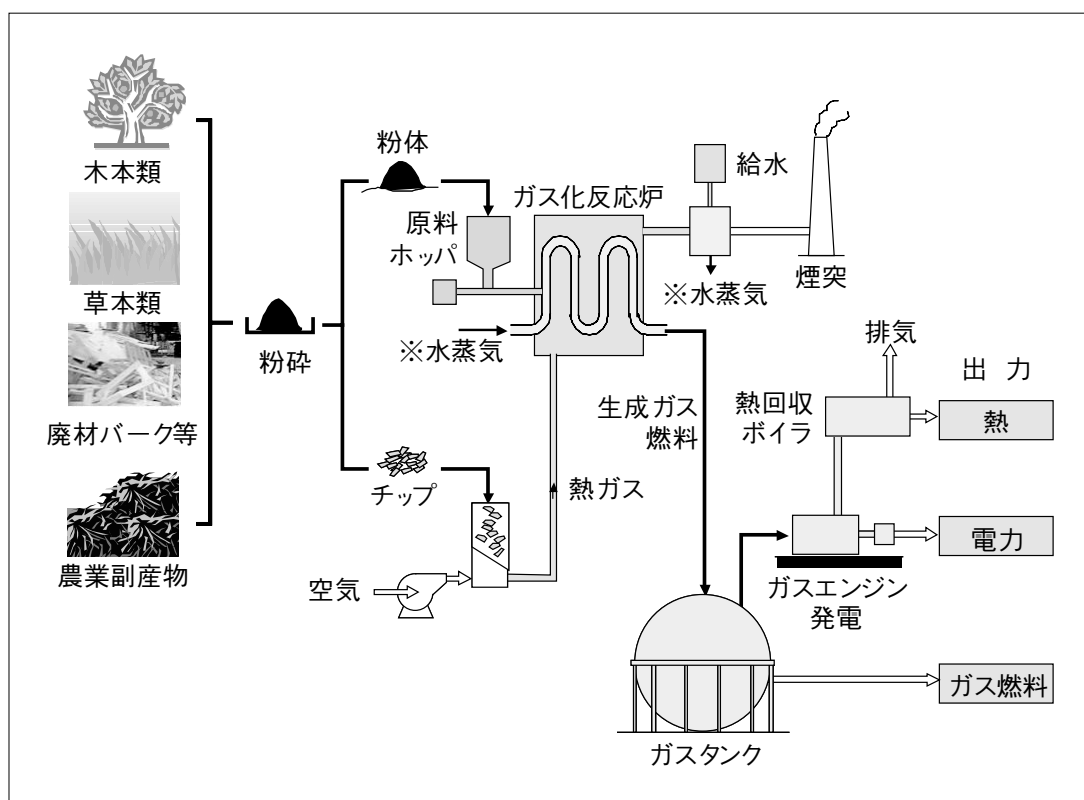 木本類
草本類
廃材バーク等
農業副産物
粉砕
粉体
原料
ホッパ
チップ
空気
ガス化反応炉
※水蒸気
熱ガス
給水
※水蒸気
煙突
生成ガス
燃料
排気
熱回収
ボイラ
ガスエンジン
発電
ガスタンク
出 力
熱
電力
ガス燃料